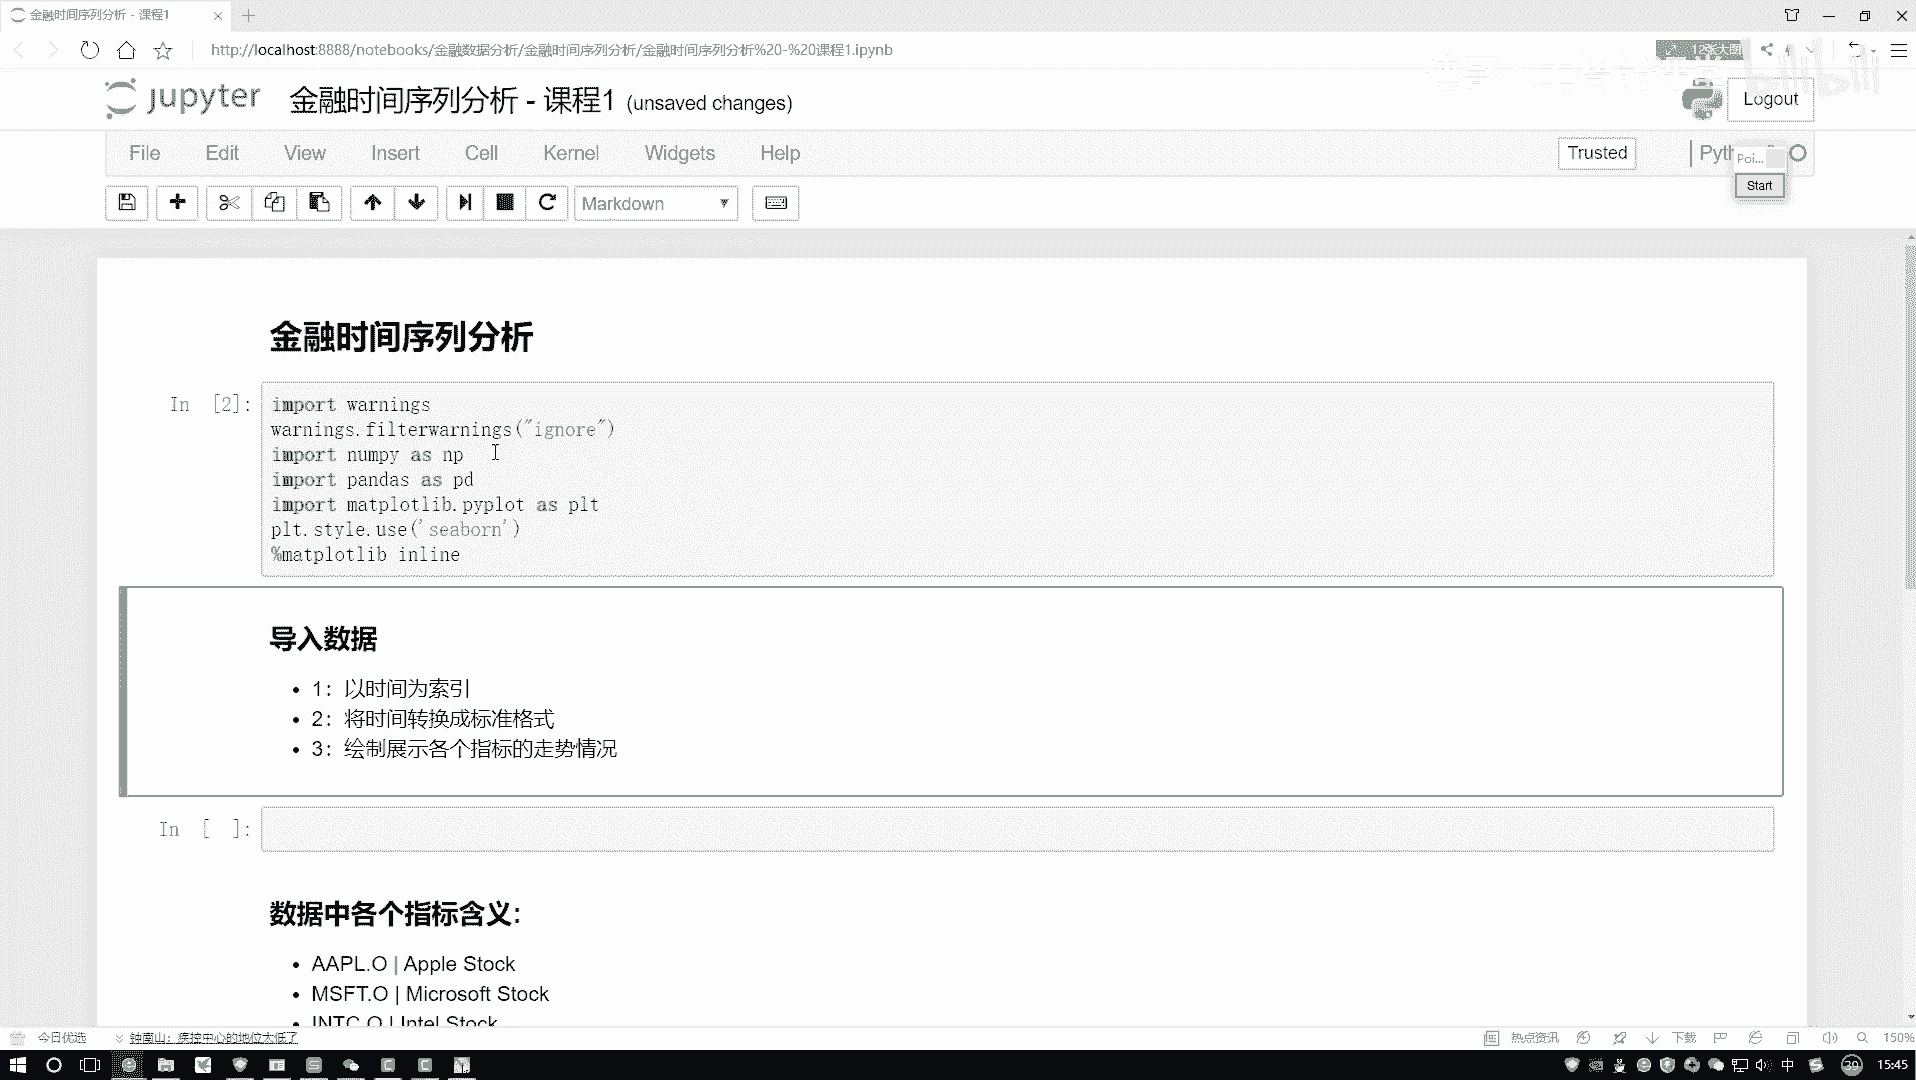 金融时间序列分析 - 课程1
http://localhost:8888/notebooks/金融数据分析/金融时间序列分析/金融时间序列分析%20-%20课程1.ipynb
12张大图
bilibili
jupyter 金融时间序列分析 - 课程1 (unsaved changes)
Logout
File Edit View Insert Cell Kernel Widgets Help
Trusted
Poi...
Start
Markdown
金融时间序列分析
In [2]:
import warnings
warnings.filterwarnings("ignore")
import numpy as np
import pandas as pd
import matplotlib.pyplot as plt
plt.style.use('seaborn')
%matplotlib inline
导入数据
1：以时间为索引
2：将时间转换成标准格式
3：绘制展示各个指标的走势情况
In [ ]:
数据中各个指标含义:
AAPL.O | Apple Stock
MSFT.O | Microsoft Stock
INTC.O | Intel Stock
今日优选
钟南山：疾控中心的地位太低了
热点资讯
下载
150%
中
39
15:45